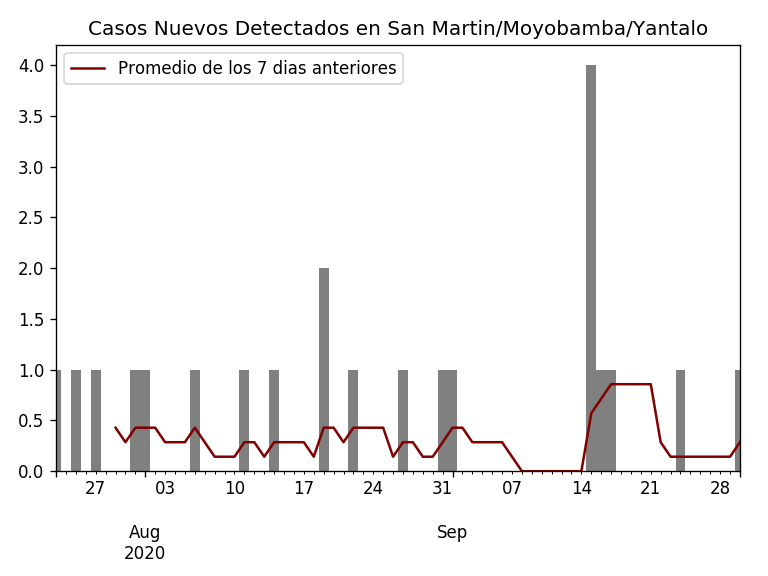 Casos Nuevos Detectados en San Martin/Moyobamba/Yantalo
Promedio de los 7 dias anteriores
4.0
3.5
3.0
2.5
2.0
1.5
1.0
0.5
0.0
27 03 10 17 24 31 07 14 21 28
Aug Sep
2020